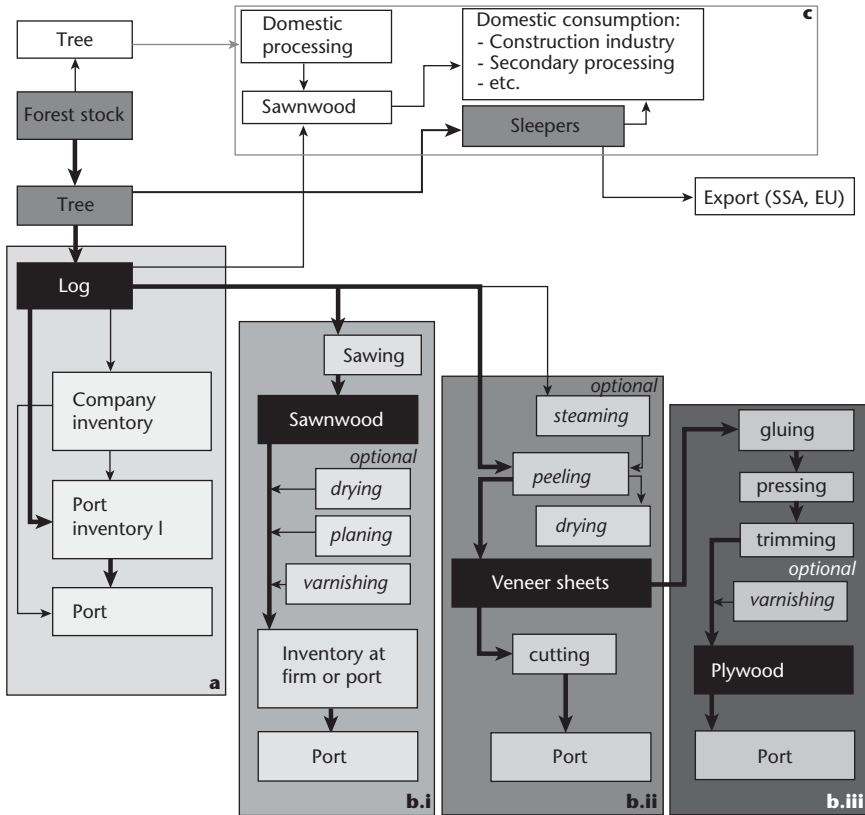 Tree
Domestic
processing
Domestic consumption:
- Construction industry
- Secondary processing
- etc.
c
Forest stock
Sawnwood
Sleepers
Tree
Export (SSA, EU)
Log
Company
inventory
Port
inventory I
Port
a
Sawing
Sawnwood
optional
drying
planing
varnishing
Inventory at
firm or port
Port
b.i
optional
steaming
peeling
drying
Veneer sheets
cutting
Port
b.ii
gluing
pressing
trimming
optional
varnishing
Plywood
Port
b.iii